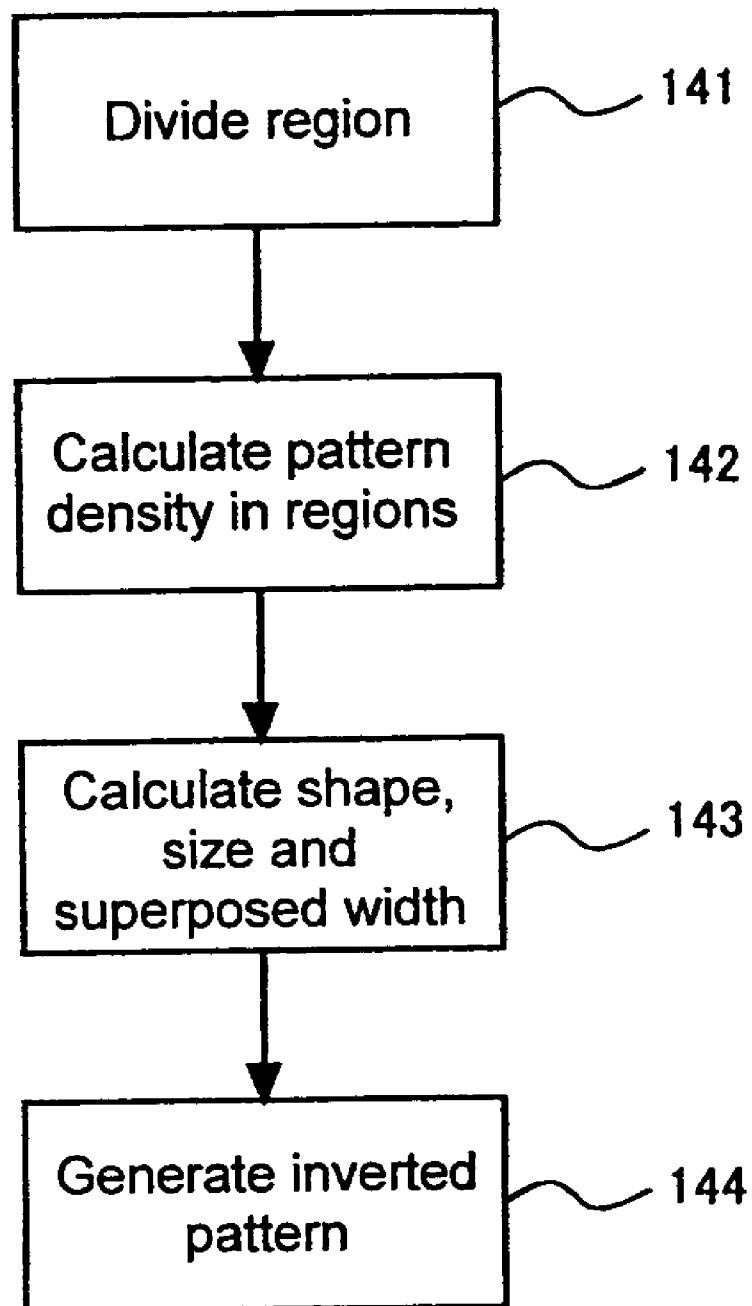 Divide region
141
Calculate pattern
density in regions
142
Calculate shape,
size and
superposed width
143
Generate inverted
pattern
144